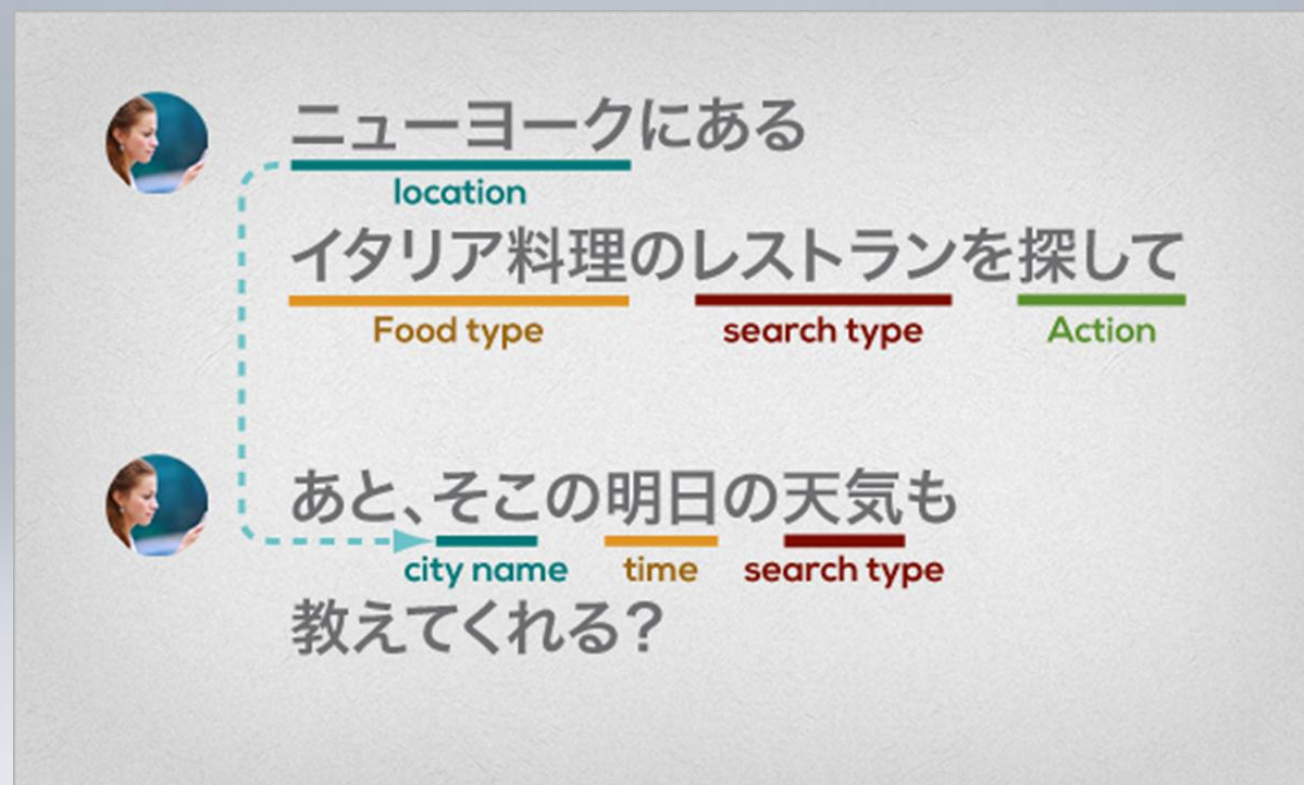 ニューヨークにある
location
イタリア料理のレストランを探して
Food type search type Action
あと、そこの明日の天気も
city name time search type
教えてくれる？